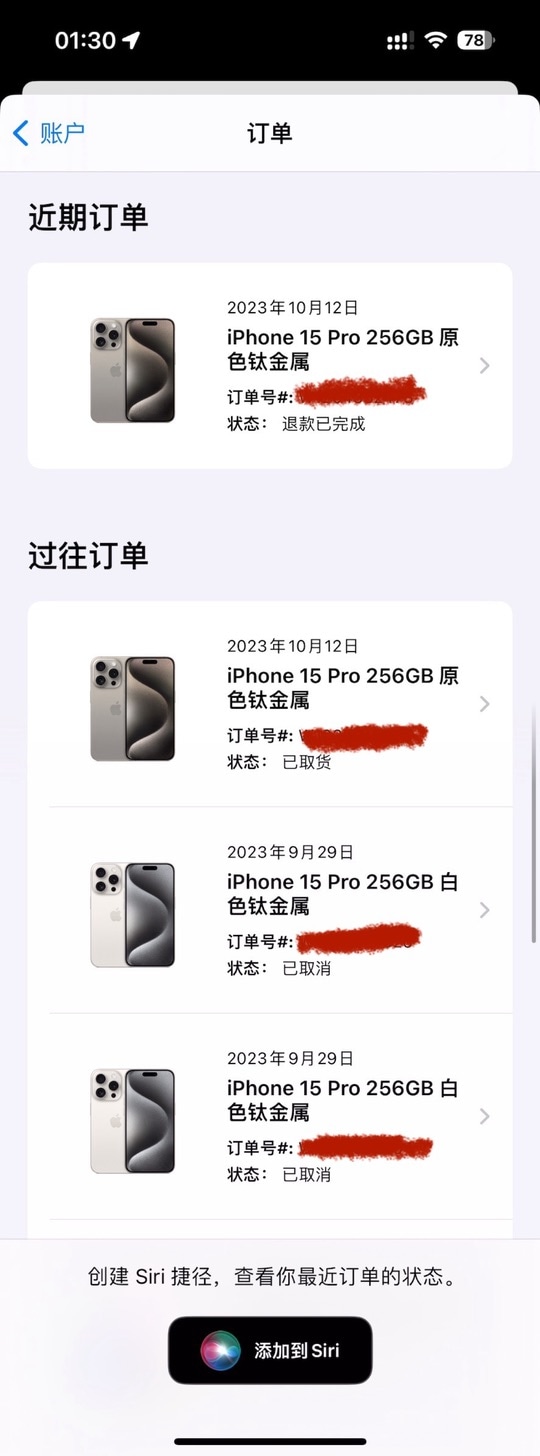 01:30
78
账户
订单
近期订单
2023年10月12日
iPhone 15 Pro 256GB 原
色钛金属
订单号#:
状态： 退款已完成
过往订单
2023年10月12日
iPhone 15 Pro 256GB 原
色钛金属
订单号#:
状态： 已取货
2023年9月29日
iPhone 15 Pro 256GB 白
色钛金属
订单号#:
状态： 已取消
2023年9月29日
iPhone 15 Pro 256GB 白
色钛金属
订单号#:
状态： 已取消
创建 Siri 捷径，查看你最近订单的状态。
添加到 Siri